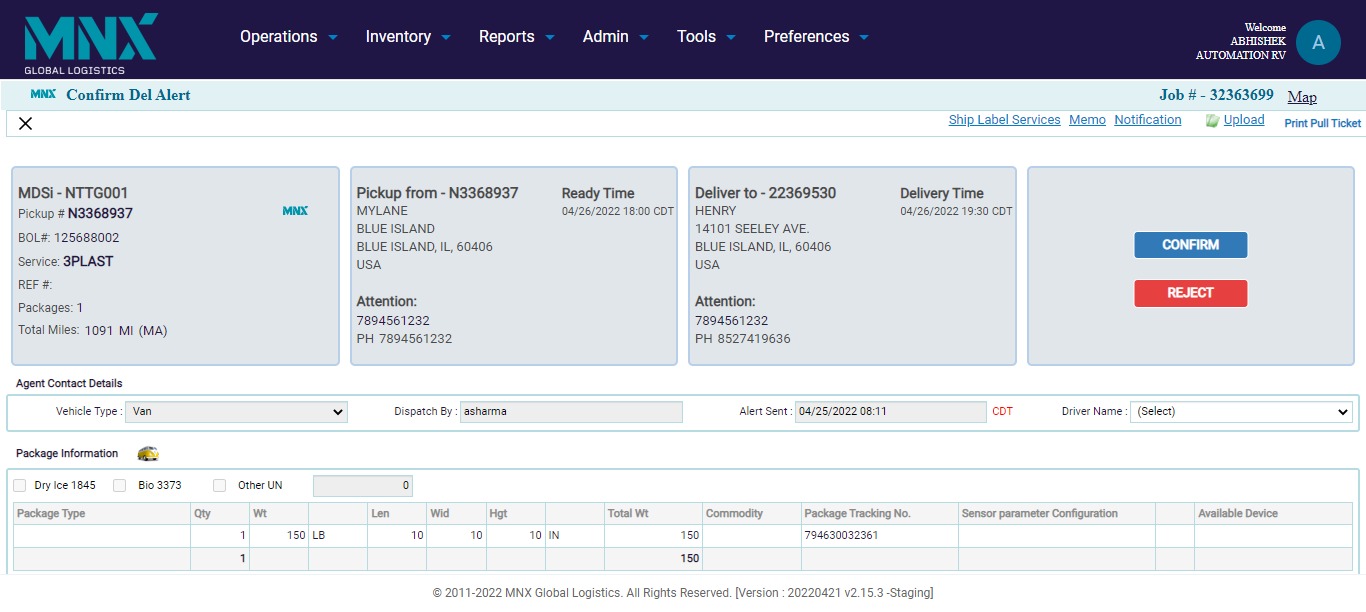 MNX
GLOBAL LOGISTICS
Operations Inventory Reports Admin Tools Preferences
Welcome
ABHISHEK
AUTOMATION RV
A
MNX Confirm Del Alert
Job # - 32363699 Map
Ship Label Services Memo Notification Upload Print Pull Ticket
MDSi - NTTG001
Pickup # N3368937
MNX
BOL#: 125688002
Service: 3PLAST
REF #:
Packages: 1
Total Miles: 1091 MI (MA)
Pickup from - N3368937
MYLANE
BLUE ISLAND
BLUE ISLAND, IL, 60406
USA
Attention:
7894561232
PH 7894561232
Ready Time
04/26/2022 18:00 CDT
Deliver to - 22369530
HENRY
14101 SEELEY AVE.
BLUE ISLAND, IL, 60406
USA
Attention:
7894561232
PH 8527419636
Delivery Time
04/26/2022 19:30 CDT
CONFIRM
REJECT
Agent Contact Details
Vehicle Type : Van Dispatch By : asharma Alert Sent : 04/25/2022 08:11 CDT Driver Name : (Select)
Package Information
Dry Ice 1845 Bio 3373 Other UN 0
Package Type Qty Wt Len Wid Hgt Total Wt Commodity Package Tracking No. Sensor parameter Configuration Available Device
1 150 LB 10 10 10 IN 150 794630032361
1 150
© 2011-2022 MNX Global Logistics. All Rights Reserved. [Version : 20220421 v2.15.3 -Staging]